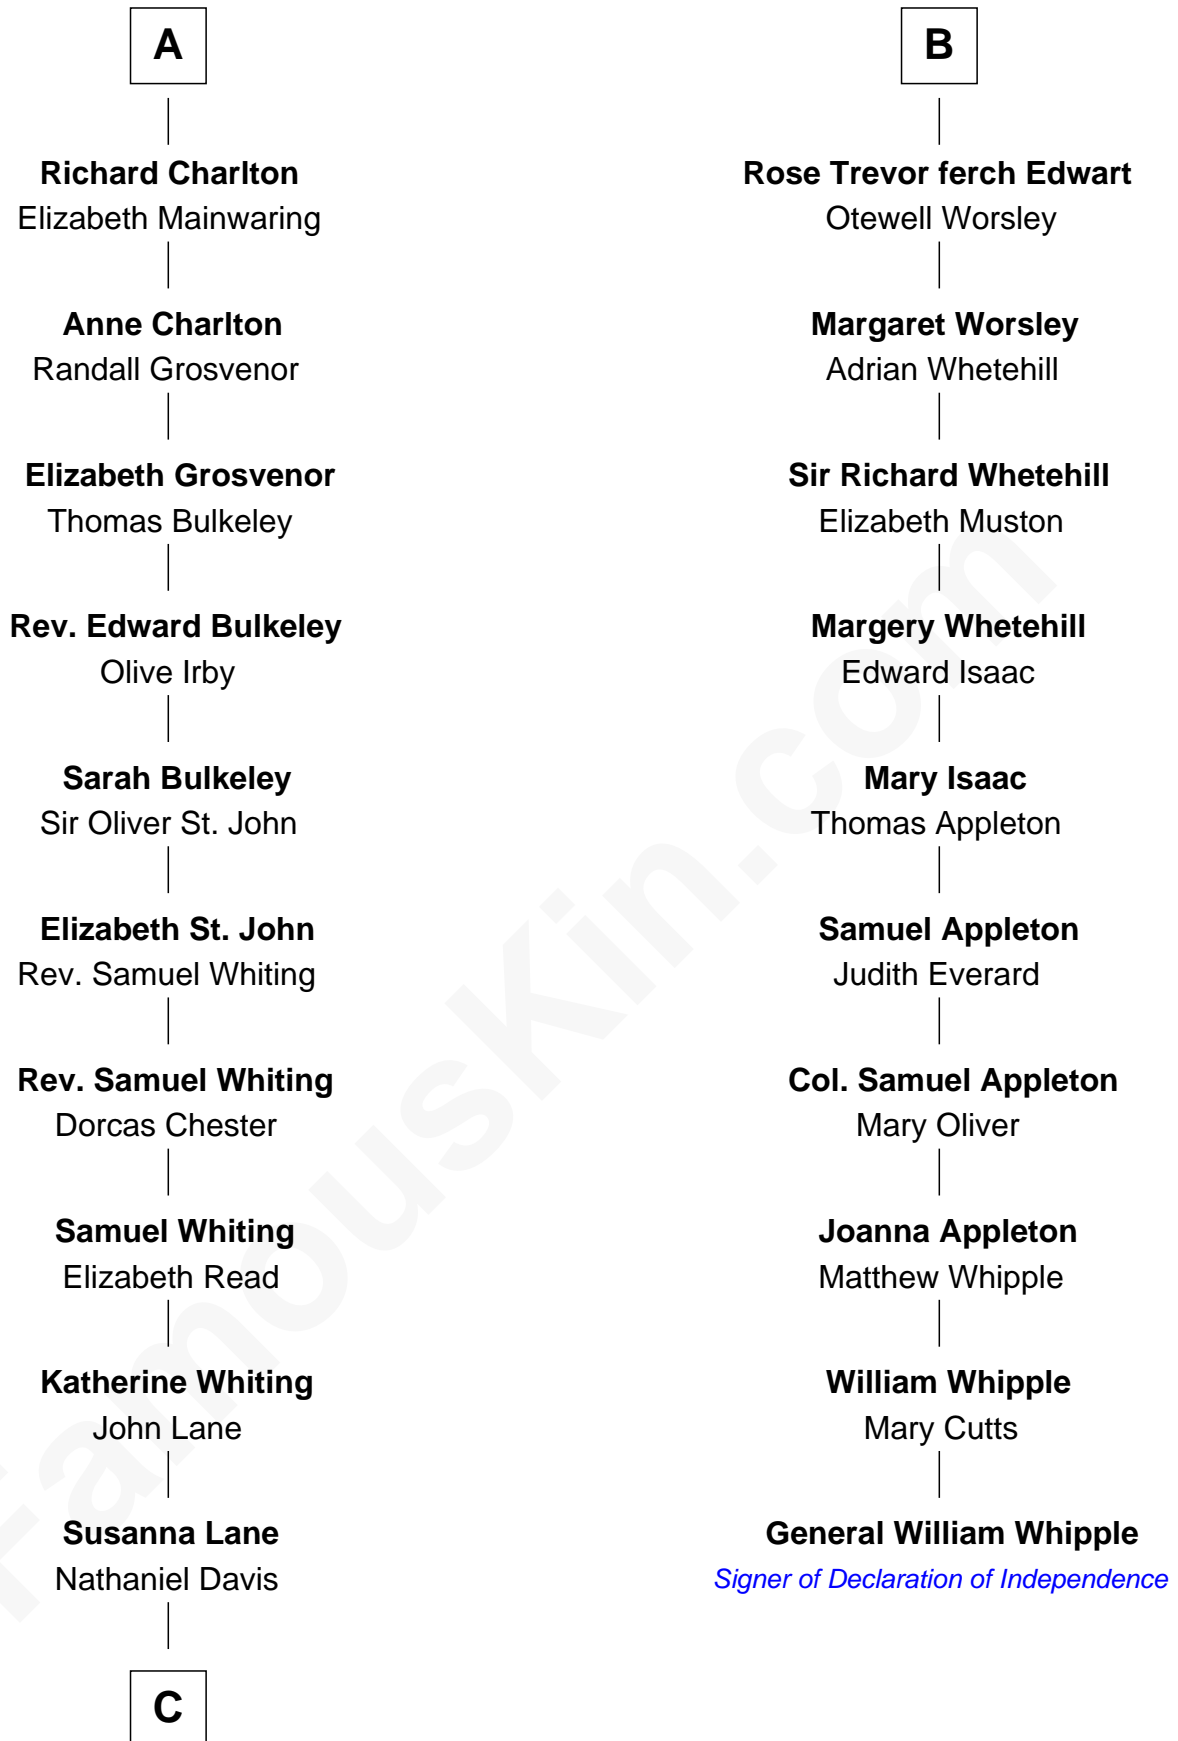 A
Richard Charlton
Elizabeth Mainwaring
Anne Charlton
Randall Grosvenor
Elizabeth Grosvenor
Thomas Bulkeley
Rev. Edward Bulkeley
Olive Irby
Sarah Bulkeley
Sir Oliver St. John
Elizabeth St. John
Rev. Samuel Whiting
Rev. Samuel Whiting
Dorcas Chester
Samuel Whiting
Elizabeth Read
Katherine Whiting
John Lane
Susanna Lane
Nathaniel Davis
C
B
Rose Trevor ferch Edwart
Otewell Worsley
Margaret Worsley
Adrian Whetehill
Sir Richard Whetehill
Elizabeth Muston
Margery Whetehill
Edward Isaac
Mary Isaac
Thomas Appleton
Samuel Appleton
Judith Everard
Col. Samuel Appleton
Mary Oliver
Joanna Appleton
Matthew Whipple
William Whipple
Mary Cutts
General William Whipple
Signer of Declaration of Independence
FamousKin.com